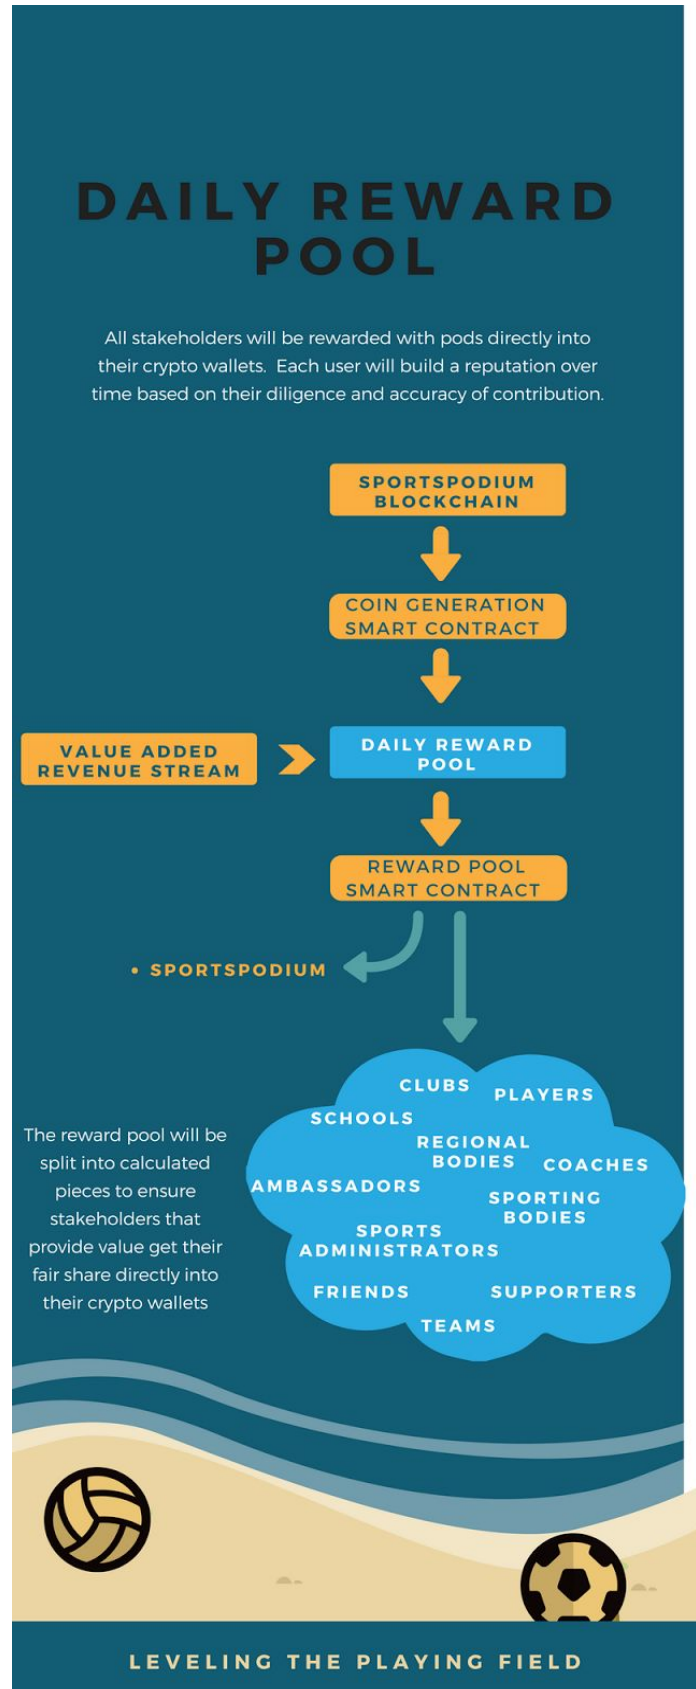 DAILY REWARD
POOL
All stakeholders will be rewarded with pods directly into
their crypto wallets. Each user will build a reputation over
time based on their diligence and accuracy of contribution.
SPORTSPODIUM
BLOCKCHAIN
COIN GENERATION
SMART CONTRACT
VALUE ADDED
REVENUE STREAM
DAILY REWARD
POOL
REWARD POOL
SMART CONTRACT
• SPORTSPODIUM
CLUBS
PLAYERS
SCHOOLS
REGIONAL
BODIES
COACHES
AMBASSADORS
SPORTING
BODIES
SPORTS
ADMINISTRATORS
FRIENDS
SUPPORTERS
TEAMS
The reward pool will be
split into calculated
pieces to ensure
stakeholders that
provide value get their
fair share directly into
their crypto wallets
LEVELING THE PLAYING FIELD